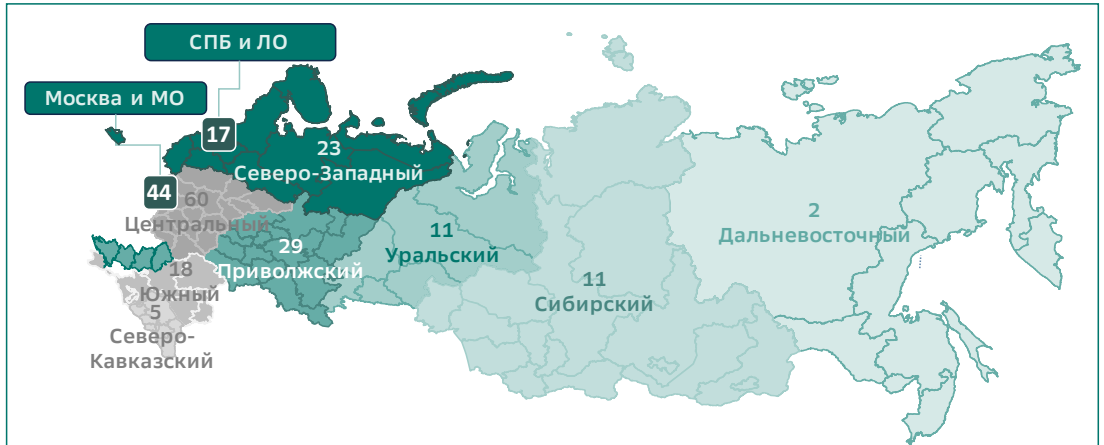 СПБ и ЛО
Москва и МО
17
23
Северо-Западный
44
60
Центральный
2
Дальневосточный
11
Уральский
29
Приволжский
18
Южный
11
Сибирский
5
Северо-
Кавказский